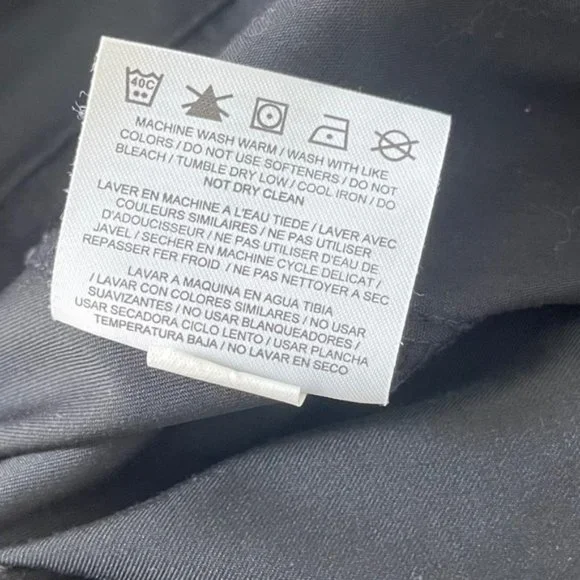 40C
MACHINE WASH WARM / WASH WITH LIKE
COLORS / DO NOT USE SOFTENERS / DO NOT
BLEACH / TUMBLE DRY LOW / COOL IRON / DO
NOT DRY CLEAN
LAVER EN MACHINE A L'EAU TIEDE / LAVER AVEC
COULEURS SIMILAIRES / NE PAS UTILISER
D'ADOUCISSEUR / NE PAS UTILISER D'EAU DE
JAVEL / SECHER EN MACHINE CYCLE DELICAT /
REPASSER FER FROID / NE PAS NETTOYER A SEC
LAVAR A MAQUINA EN AGUA TIBIA
/ LAVAR CON COLORES SIMILARES / NO USAR
SUAVIZANTES / NO USAR BLANQUEADORES /
USAR SECADORA CICLO LENTO / USAR PLANCHA
TEMPERATURA BAJA / NO LAVAR EN SECO